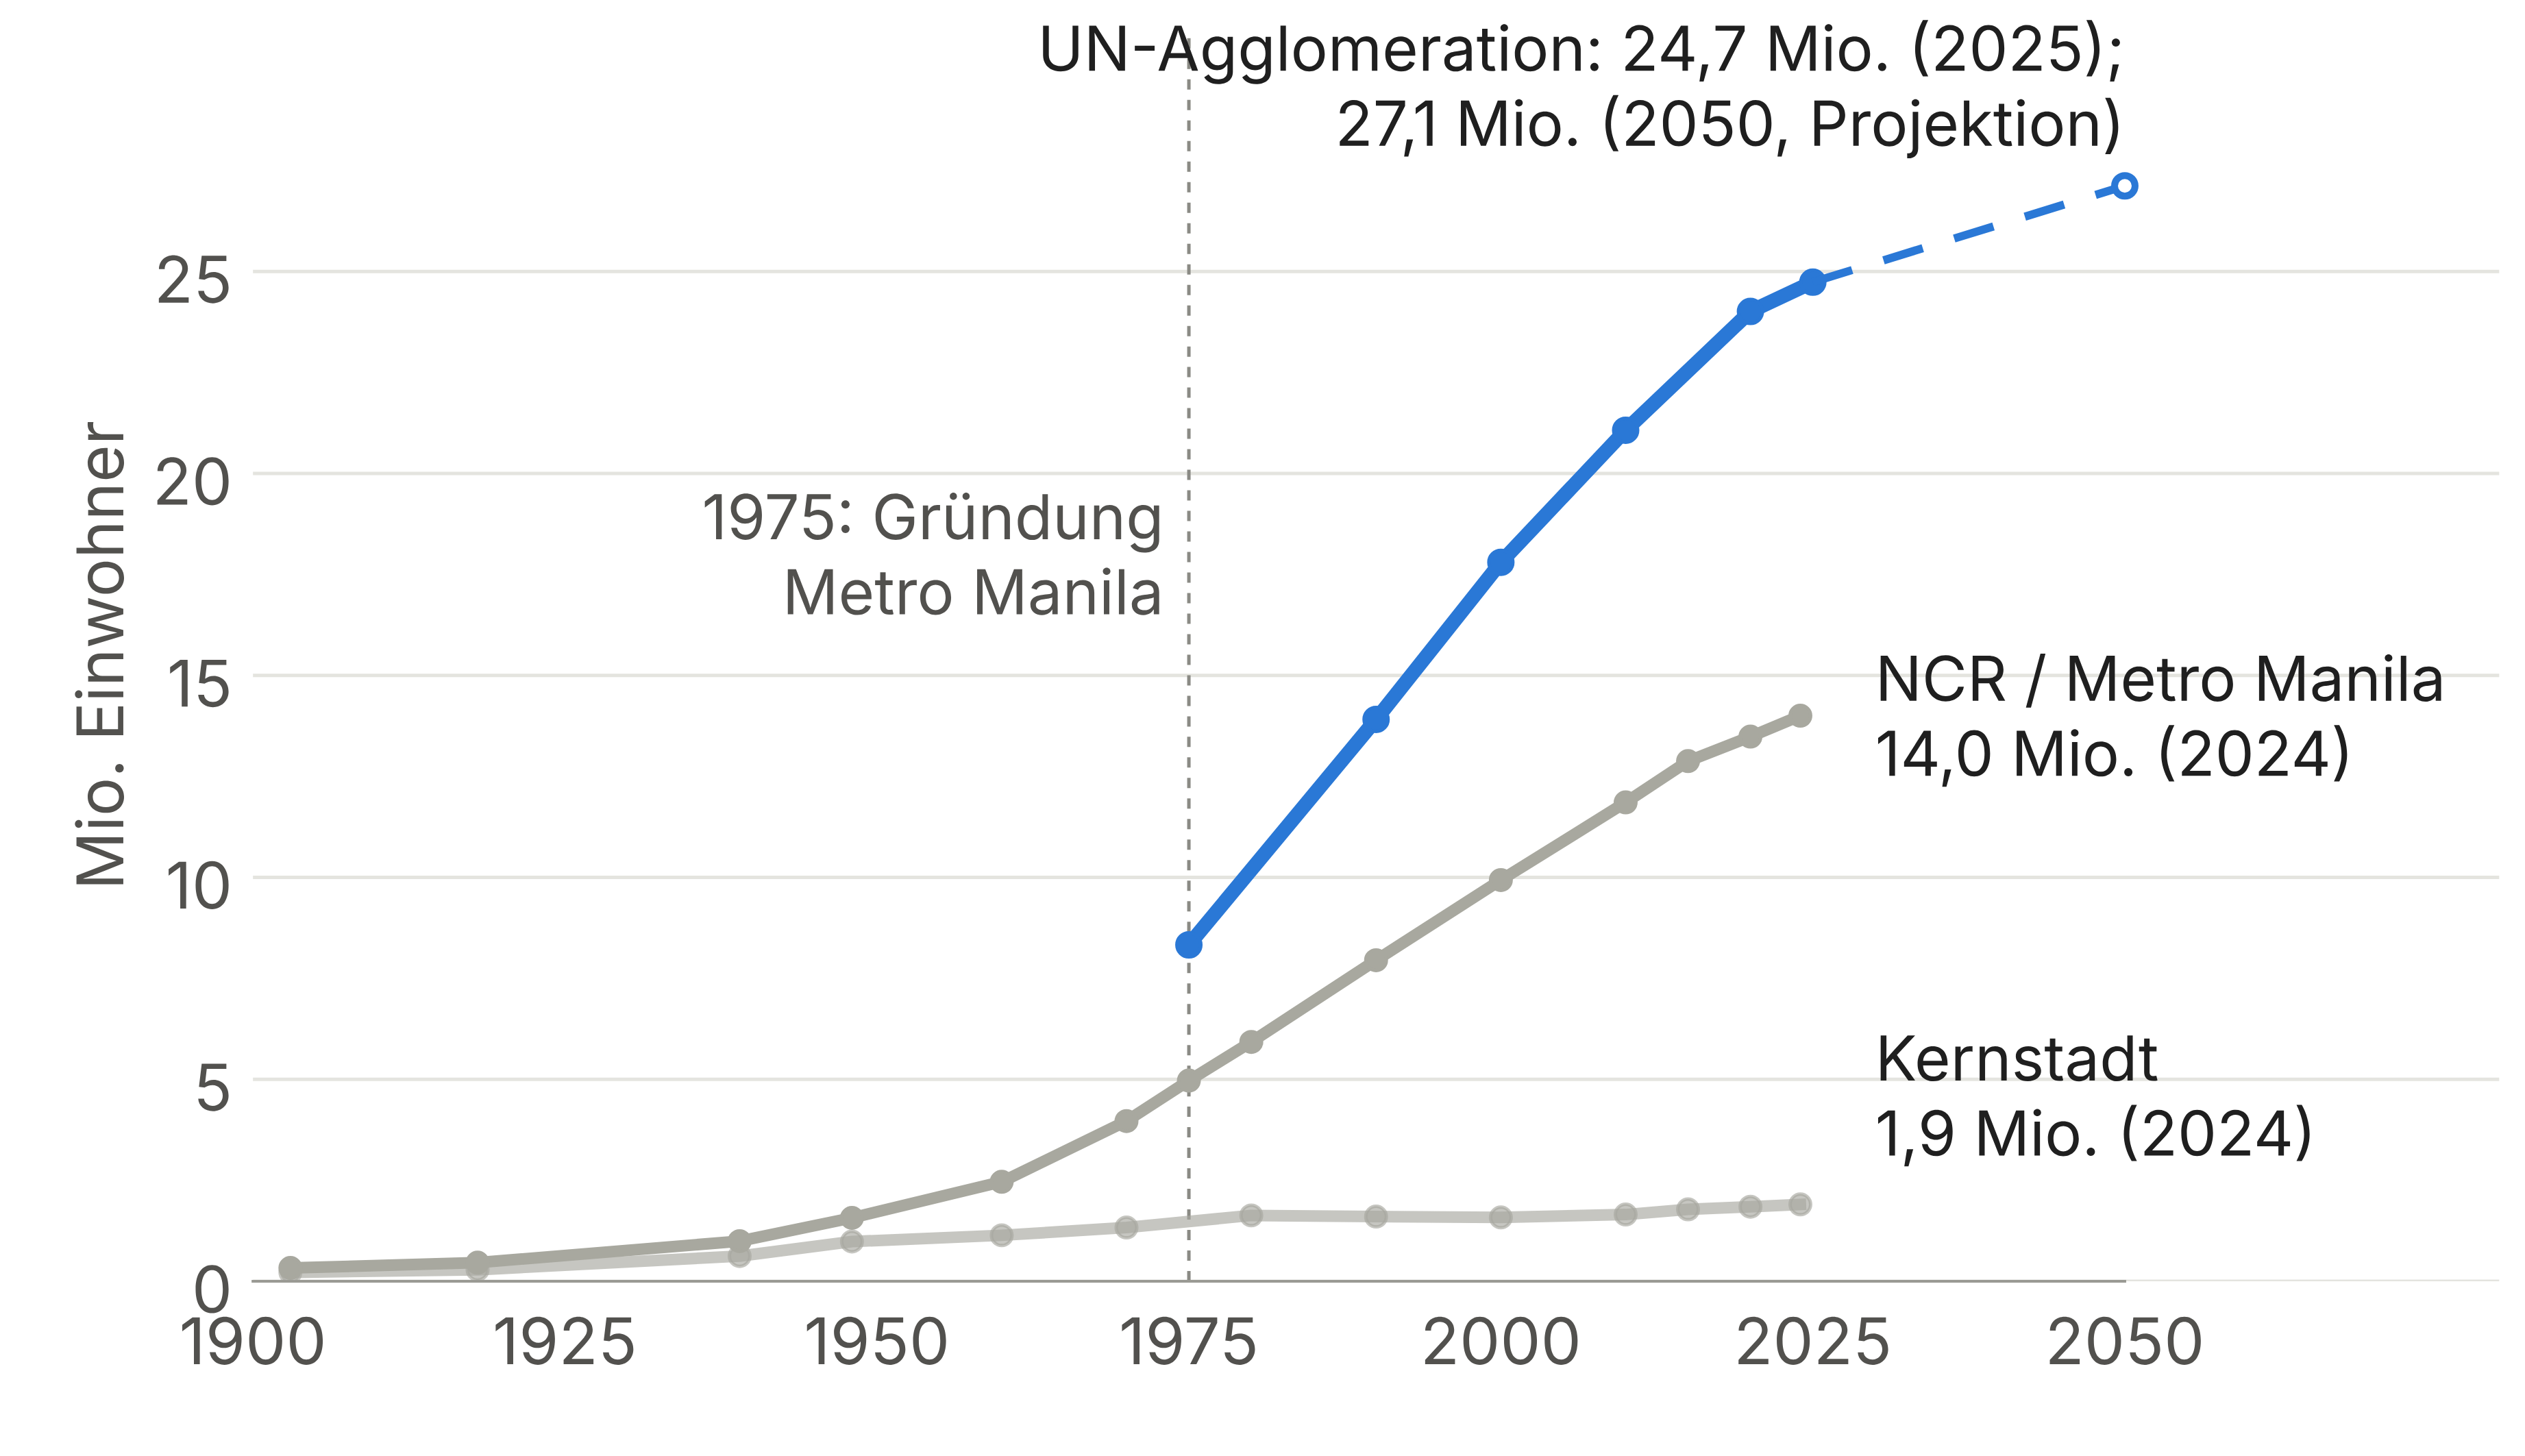 UN-Agglomeration: 24,7 Mio. (2025);
27,1 Mio. (2050, Projektion)
25
20
15
10
5
0
Mio. Einwohner
1975: Gründung
Metro Manila
NCR / Metro Manila
14,0 Mio. (2024)
Kernstadt
1,9 Mio. (2024)
1900 1925 1950 1975 2000 2025 2050